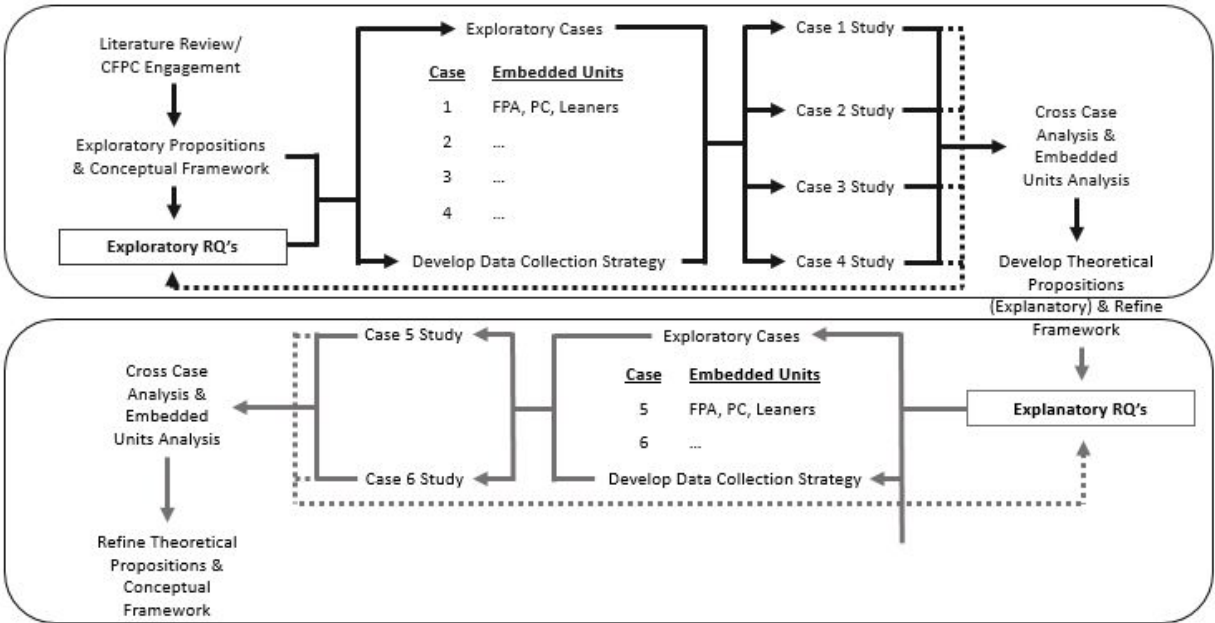 Literature Review/
CFPC Engagement
Exploratory Propositions
& Conceptual Framework
Exploratory RQ's
Exploratory Cases
Case Embedded Units
1 FPA, PC, Leaners
2 ...
3 ...
4 ...
Develop Data Collection Strategy
Case 1 Study
Case 2 Study
Case 3 Study
Case 4 Study
Cross Case
Analysis &
Embedded
Units Analysis
Develop Theoretical
Propositions
(Explanatory) & Refine
Framework
Explanatory RQ's
Exploratory Cases
Case Embedded Units
5 FPA, PC, Leaners
6 ...
Develop Data Collection Strategy
Case 5 Study
Case 6 Study
Cross Case
Analysis &
Embedded
Units Analysis
Refine Theoretical
Propositions &
Conceptual
Framework